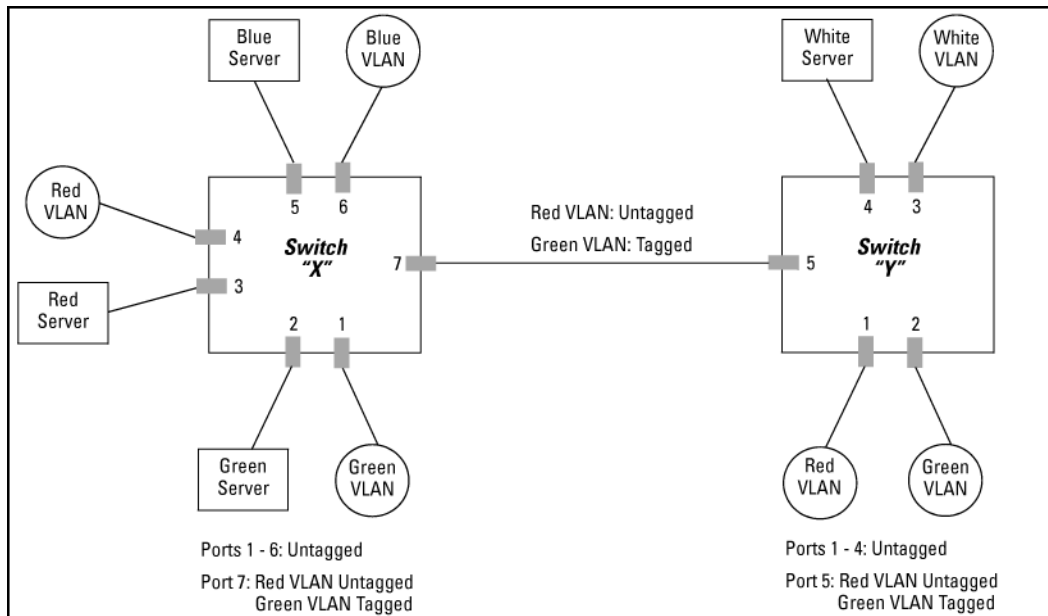 Blue
Server
Blue
VLAN
White
Server
White
VLAN
Red
VLAN
Red
Server
5
6
4
3
2
1
7
Switch
"X"
Red VLAN: Untagged
Green VLAN: Tagged
4
3
5
1
2
Switch
"Y"
Green
Server
Green
VLAN
Red
VLAN
Green
VLAN
Ports 1 - 6: Untagged
Port 7: Red VLAN Untagged
Green VLAN Tagged
Ports 1 - 4: Untagged
Port 5: Red VLAN Untagged
Green VLAN Tagged